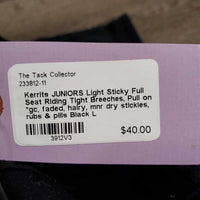 The Tack Collector
233812-11
Kerrits JUNIORS Light Sticky Full
Seat Riding Tight Breeches, Pull on
*gc, faded, hairy, mnr dry stickies,
rubs & pills Black L
$40.00
3912V3